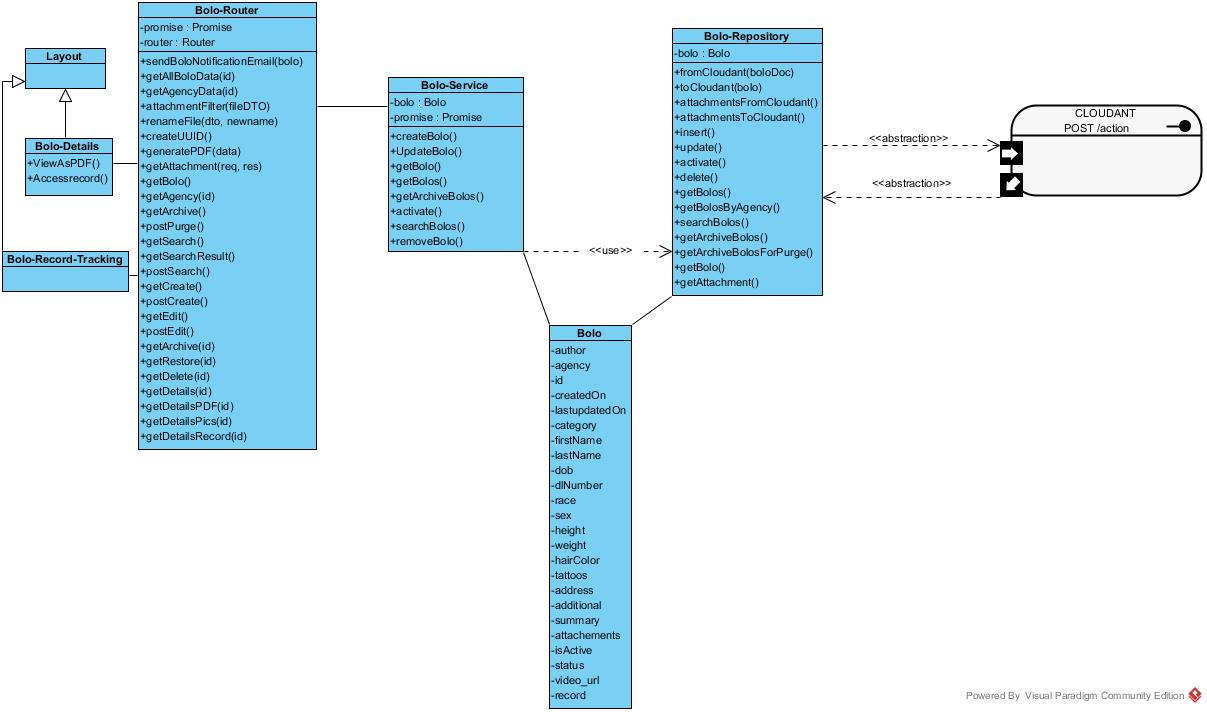 Layout
Bolo-Details
+ViewAsPDF()
+Accessrecord()
Bolo-Record-Tracking
Bolo-Router
-promise : Promise
-router : Router
+sendBoloNotificationEmail(bolo)
+getAllBoloData(id)
+getAgencyData(id)
+attachmentFilter(fileDTO)
+renameFile(dto, newname)
+createUUID()
+generatePDF(data)
+getAttachment(req, res)
+getBolo()
+getAgency(id)
+getArchive()
+postPurge()
+getSearch()
+getSearchResult()
+postSearch()
+getCreate()
+postCreate()
+getEdit()
+postEdit()
+getArchive(id)
+getRestore(id)
+getDelete(id)
+getDetails(id)
+getDetailsPDF(id)
+getDetailsPics(id)
+getDetailsRecord(id)
Bolo-Service
-bolo : Bolo
-promise : Promise
+createBolo()
+UpdateBolo()
+getBolo()
+getBolos()
+getArchiveBolos()
+activate()
+searchBolos()
+removeBolo()
<<use>>
Bolo-Repository
-bolo : Bolo
+fromCloudant(boloDoc)
+toCloudant(bolo)
+attachmentsFromCloudant()
+attachmentsToCloudant()
+insert()
+update()
+activate()
+delete()
+getBolos()
+getBolosByAgency()
+searchBolos()
+getArchiveBolos()
+getArchiveBolosForPurge()
+getBolo()
+getAttachment()
<<abstraction>>
<<abstraction>>
CLOUDANT
POST /action
Bolo
-author
-agency
-id
-createdOn
-lastupdatedOn
-category
-firstName
-lastName
-dob
-dlNumber
-race
-sex
-height
-weight
-hairColor
-tattoos
-address
-additional
-summary
-attachements
-isActive
-status
-video_url
-record
Powered By Visual Paradigm Community Edition